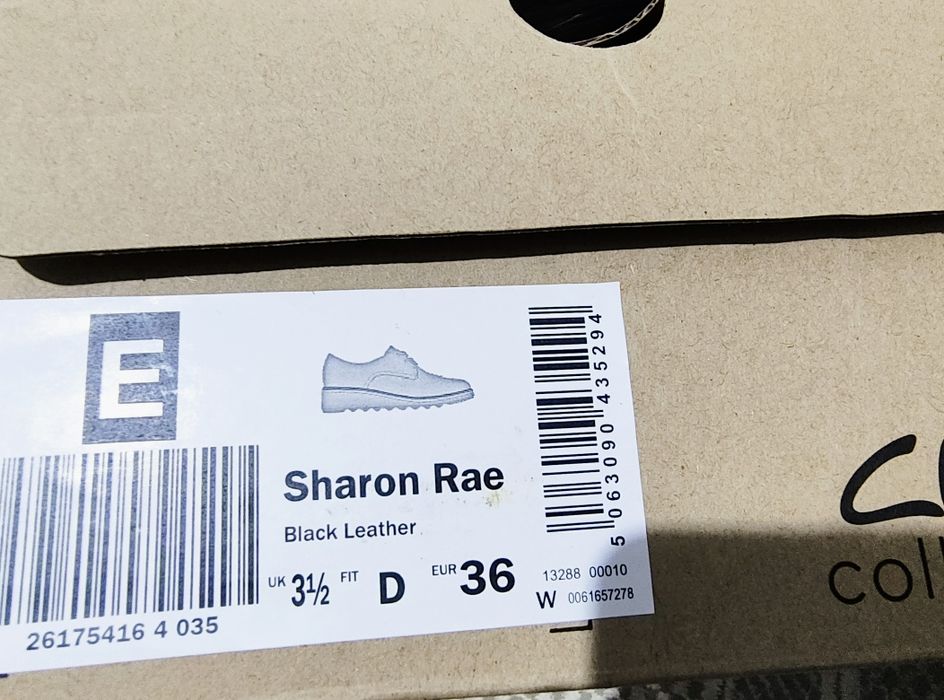 E
Sharon Rae
Black Leather
UK 3½ FIT D EUR 36
26175416 4 035
5 063090 435294
13288 00010
W 0061657278